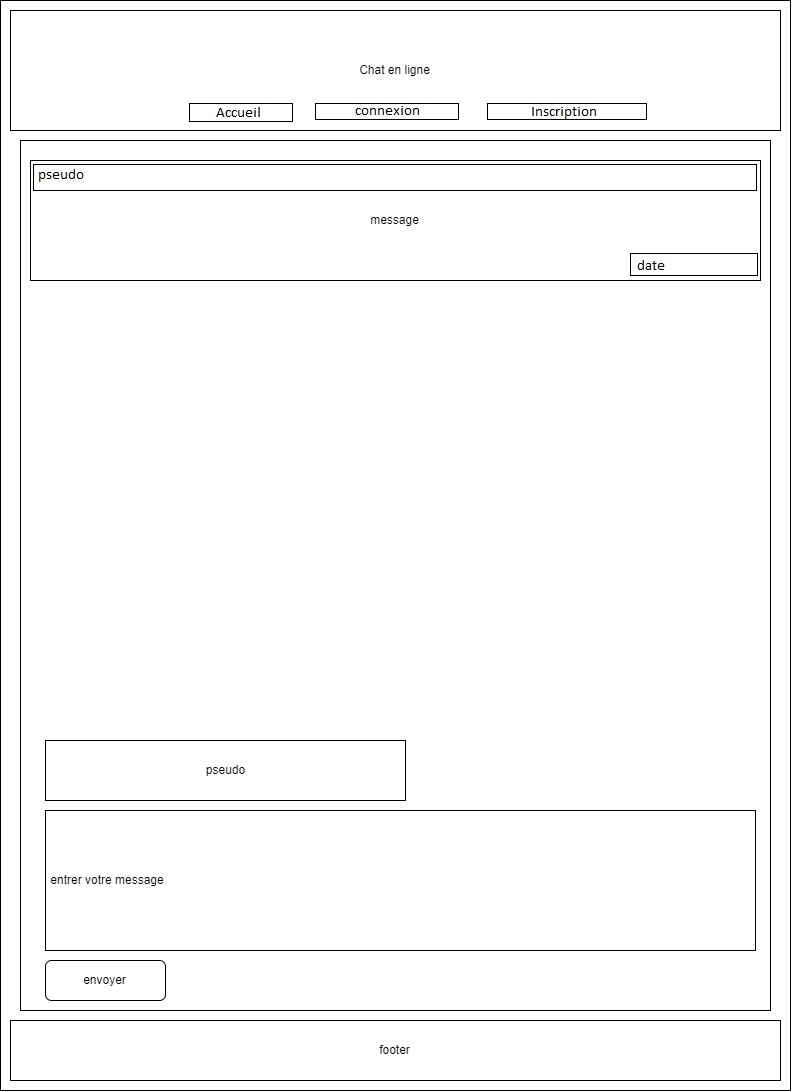 Chat en ligne
Accueil
connexion
Inscription
pseudo
message
date
pseudo
entrer votre message
envoyer
footer